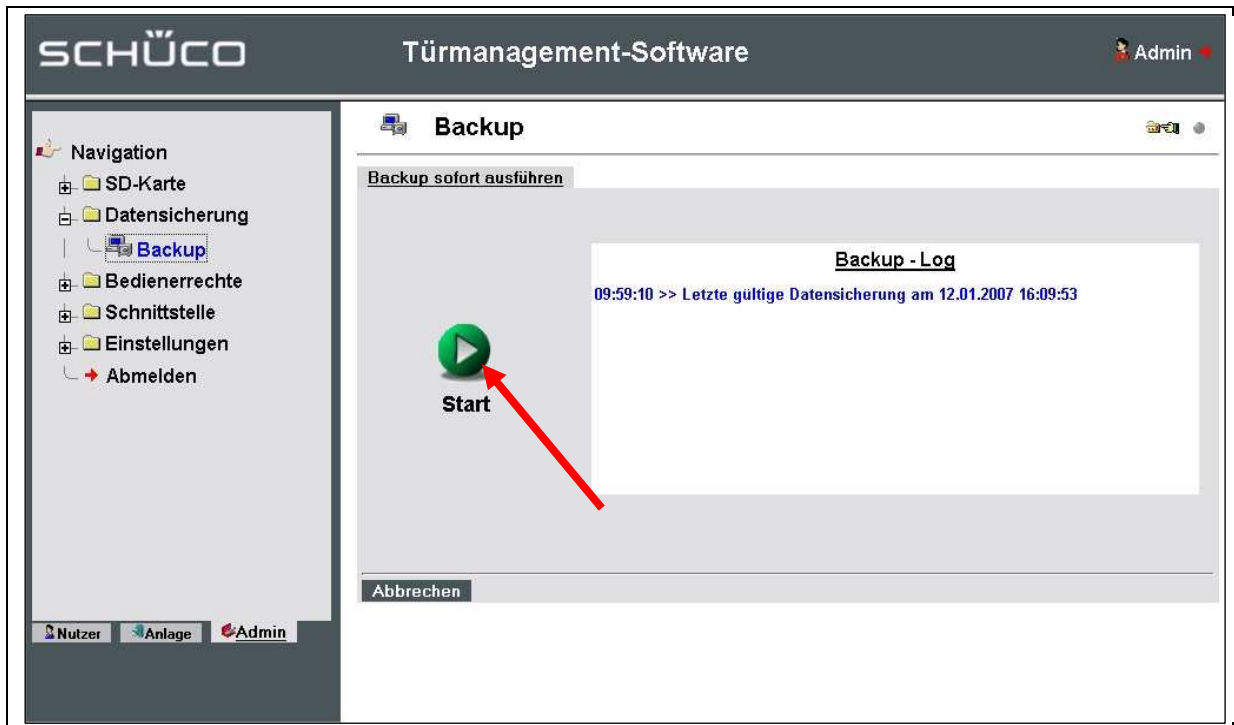 SCHÜCO
Türmanagement-Software
Admin
Navigation
SD-Karte
Datensicherung
Backup
Bedienerrechte
Schnittstelle
Einstellungen
Abmelden
Nutzer
Anlage
Admin
Backup
Backup sofort ausführen
Start
Backup - Log
09:59:10 >> Letzte gültige Datensicherung am 12.01.2007 16:09:53
Abbrechen